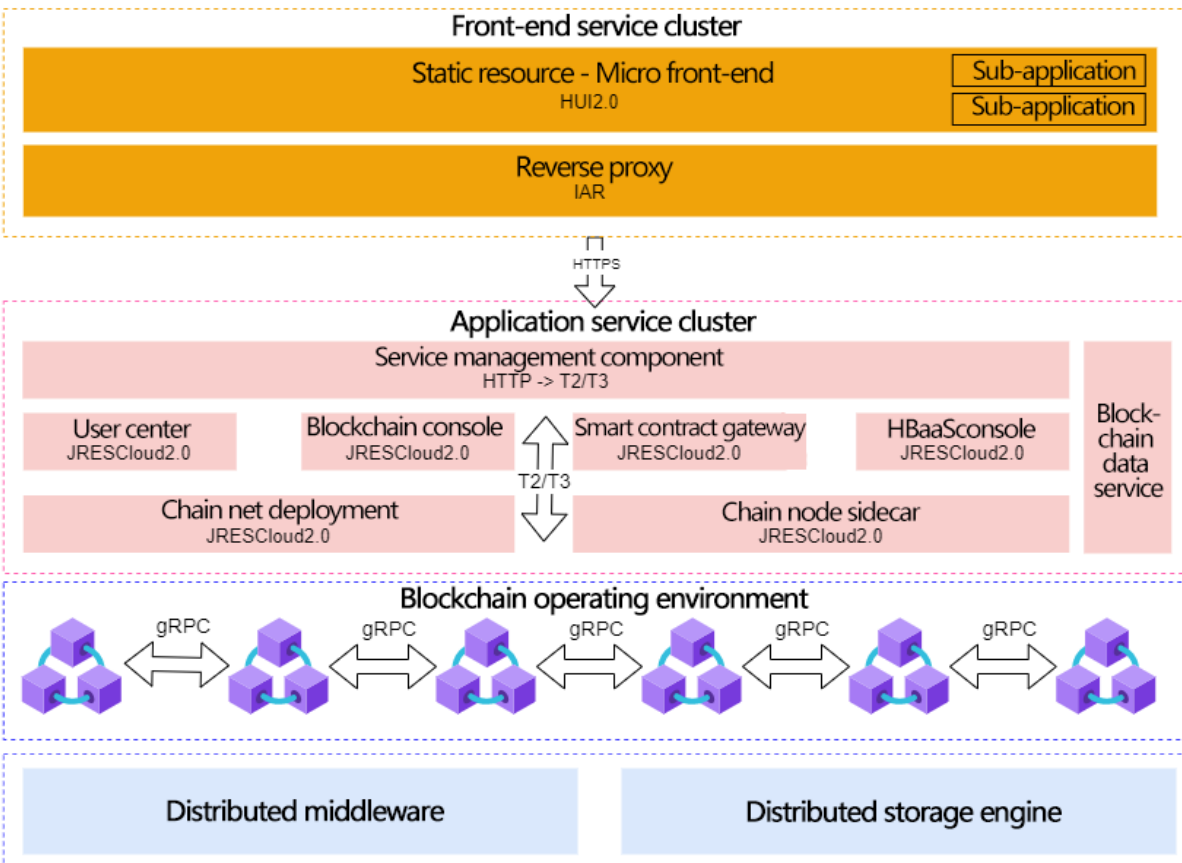 Front-end service cluster
Static resource - Micro front-end
HUI2.0
Sub-application
Sub-application
Reverse proxy
IAR
HTTPS
Application service cluster
Service management component
HTTP -> T2/T3
User center
JRESCloud2.0
Blockchain console
JRESCloud2.0
Smart contract gateway
JRESCloud2.0
HBaaSconsole
JRESCloud2.0
T2/T3
Chain net deployment
JRESCloud2.0
Chain node sidecar
JRESCloud2.0
Block-
chain
data
service
Blockchain operating environment
gRPC
gRPC
gRPC
gRPC
gRPC
Distributed middleware
Distributed storage engine